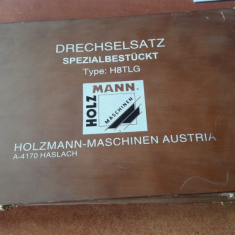 DRECHSELSATZ
SPEZIALBESTÜCKT
Type: H8TLG
HOLZ
MANN
MASCHINEN
HOLZMANN-MASCHINEN AUSTRIA
A-4170 HASLACH